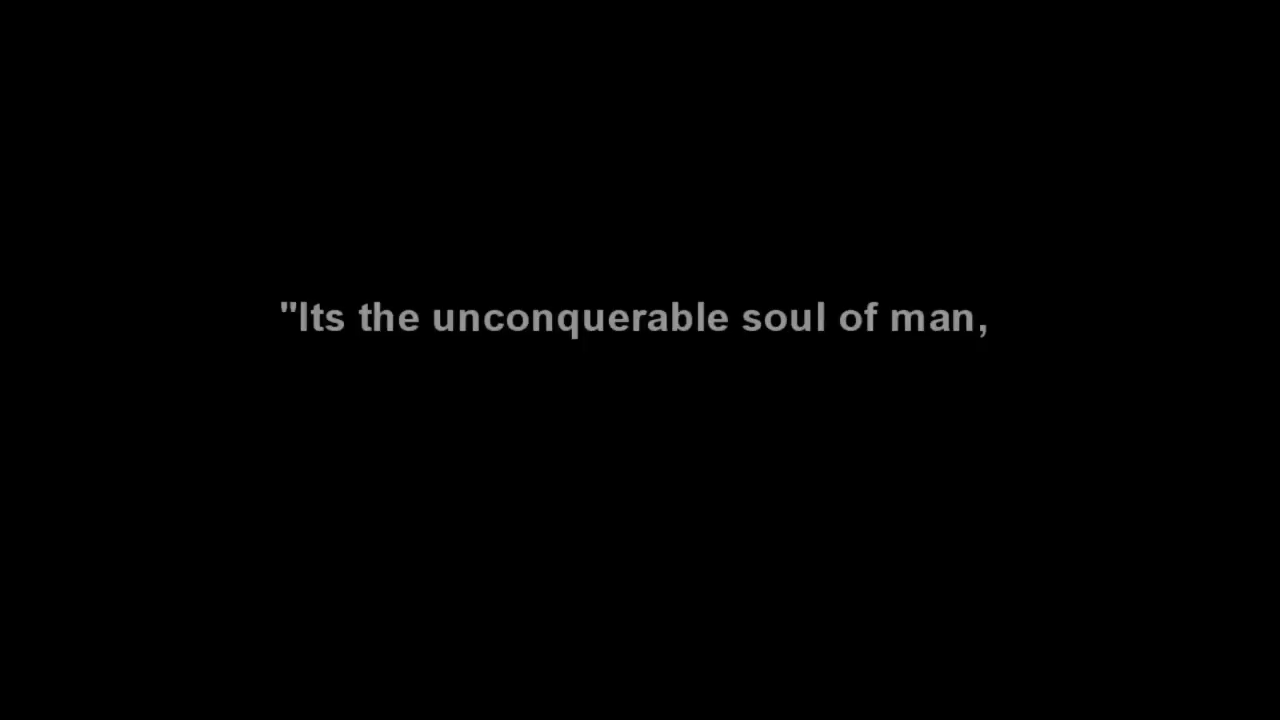 "Its the unconquerable soul of man,